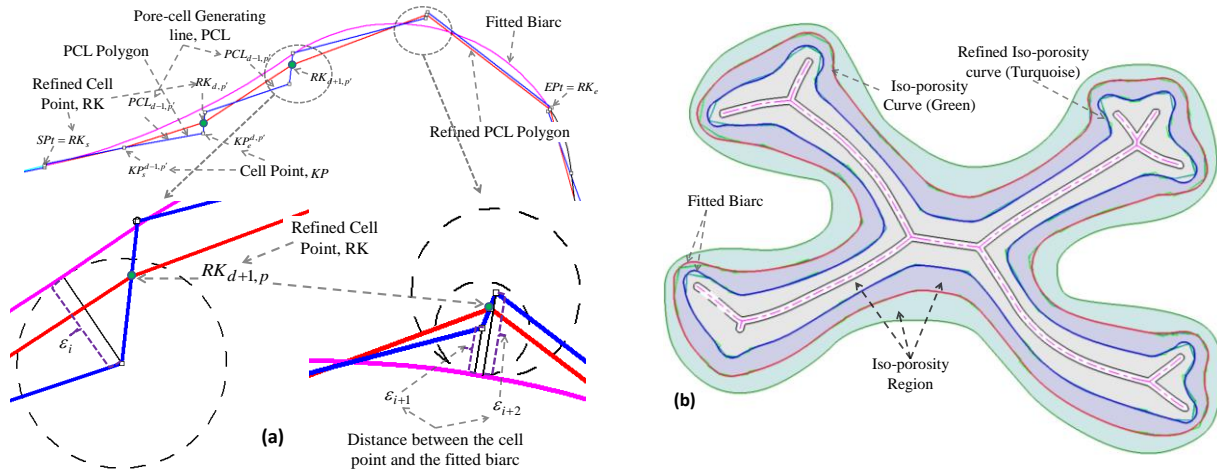 Pore-cell Generating
line, PCL
Fitted Biarc
PCL Polygon
PCL_{d-1,p'}
PCL_{d,p'}
Refined Cell
Point, RK
RK_{d,p'}
RK_{d+1,p'}
PCL_{d-1,p'}
EPt = RK_e
SPt = RK_s
KP_e^{d,p'}
Refined PCL Polygon
KP_s^{d-1,p'}
Cell Point, KP
Refined Cell
Point, RK
RK_{d+1,p}
ε_i
ε_{i+1}
ε_{i+2}
(a)
Distance between the cell
point and the fitted biarc
Refined Iso-porosity
curve (Turquoise)
Iso-porosity
Curve (Green)
Fitted Biarc
Iso-porosity
Region
(b)